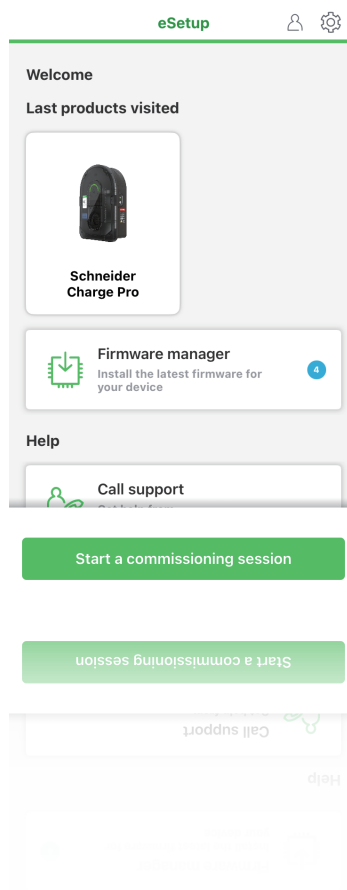 eSetup
Welcome
Last products visited
Schneider
Charge Pro
Firmware manager
Install the latest firmware for
your device
4
Help
Call support
Start a commissioning session
Start a commissioning session
Call support
Help